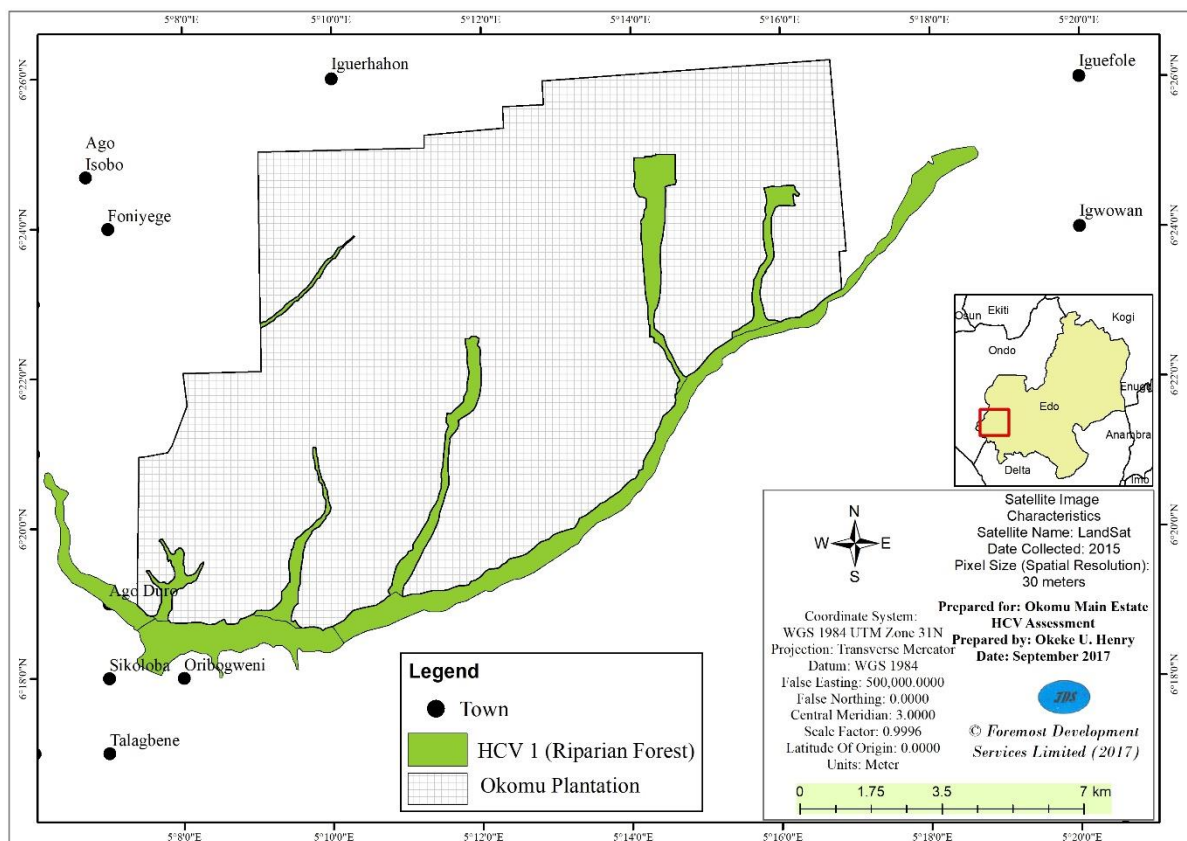 5°8'0"E
5°10'0"E
5°12'0"E
5°14'0"E
5°16'0"E
5°18'0"E
5°20'0"E
6°26'0"N
6°24'0"N
6°22'0"N
6°20'0"N
6°18'0"N
Iguerhahon
Iguefole
Ago
Isobo
Foniyege
Igwowan
Ago Duro
Sikoloba
Oribogweni
Talagbene
6°26'0"N
6°24'0"N
6°22'0"N
6°20'0"N
6°18'0"N
Osun
Ekiti
Kogi
Ondo
Edo
Anambra
Delta
Imo
Legend
Town
HCV 1 (Riparian Forest)
Okomu Plantation
N
W
E
S
Satellite Image
Characteristics
Satellite Name: LandSat
Date Collected: 2015
Pixel Size (Spatial Resolution):
30 meters
Coordinate System:
WGS 1984 UTM Zone 31N
Projection: Transverse Mercator
Datum: WGS 1984
False Easting: 500,000.0000
False Northing: 0.0000
Central Meridian: 3.0000
Scale Factor: 0.9996
Latitude Of Origin: 0.0000
Units: Meter
Prepared for: Okomu Main Estate
HCV Assessment
Prepared by: Okeke U. Henry
Date: September 2017
© Foremost Development
Services Limited (2017)
0
1.75
3.5
7 km
5°8'0"E
5°10'0"E
5°12'0"E
5°14'0"E
5°16'0"E
5°18'0"E
5°20'0"E